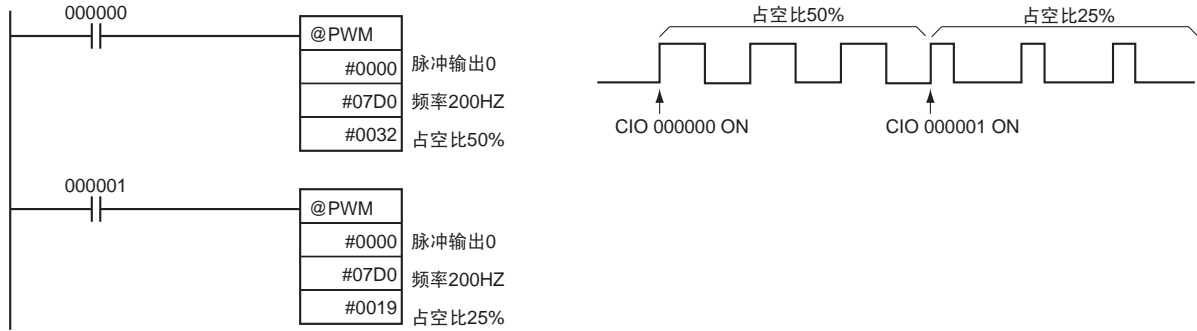 000000
@PWM
#0000 脉冲输出0
#07D0 频率200HZ
#0032 占空比50%
000001
@PWM
#0000 脉冲输出0
#07D0 频率200HZ
#0019 占空比25%
占空比50% 占空比25%
CIO 000000 ON CIO 000001 ON